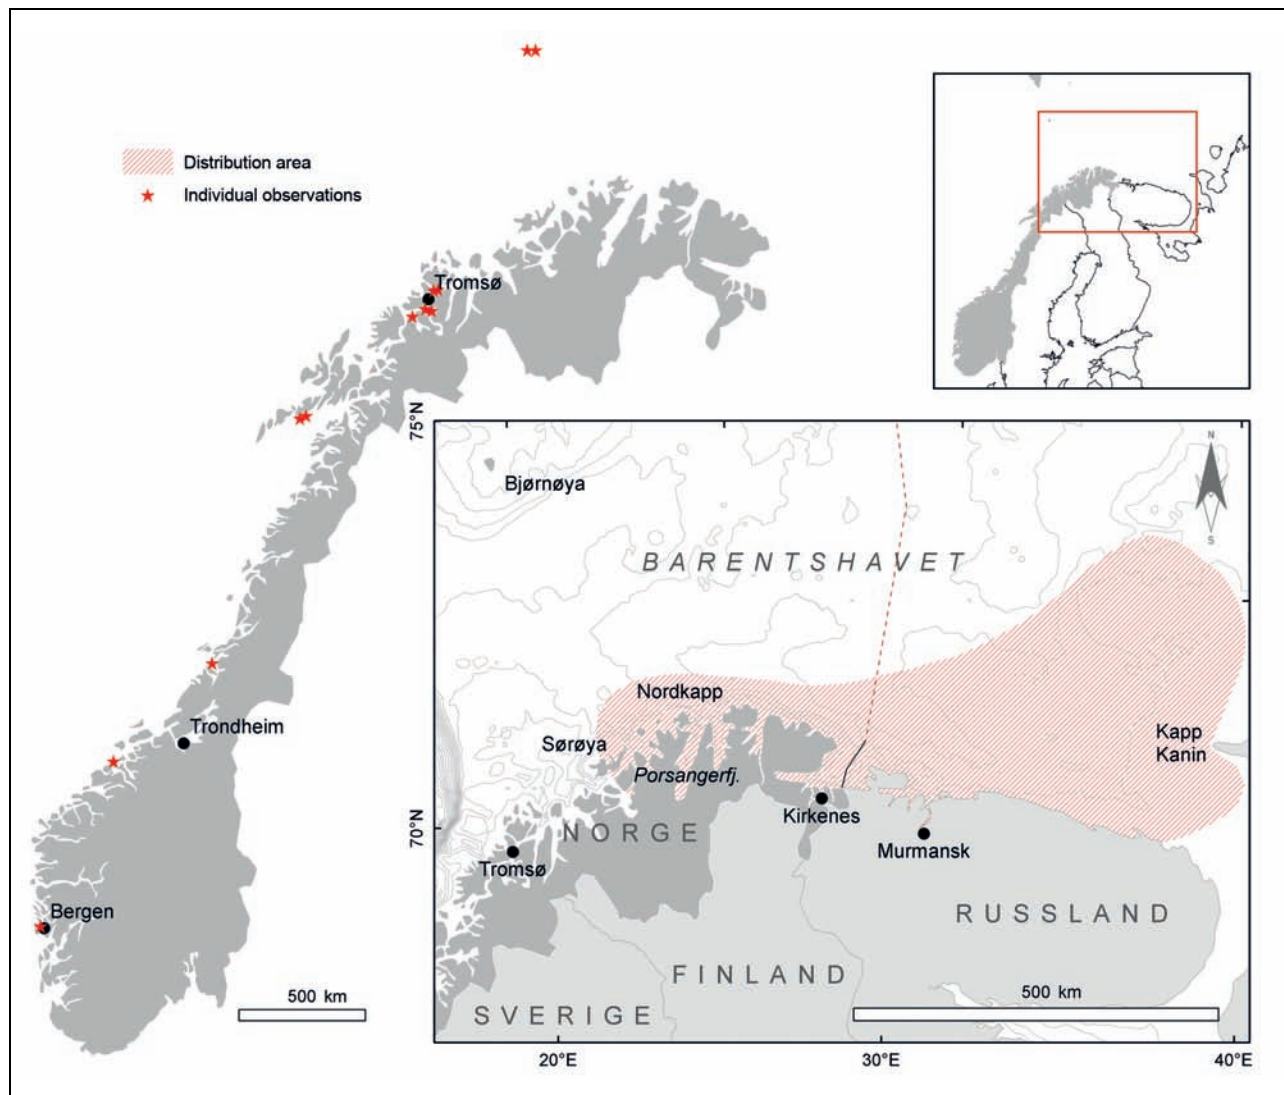 Distribution area
Individual observations
Tromsø
Trondheim
Bergen
500 km
75°N
70°N
Bjørnøya
BARENTSHAVET
N
S
Nordkapp
Sørøya
Porsangerfj.
Kapp
Kanin
Kirkenes
Murmansk
NORGE
Tromsø
RUSSLAND
FINLAND
SVERIGE
500 km
20°E
30°E
40°E